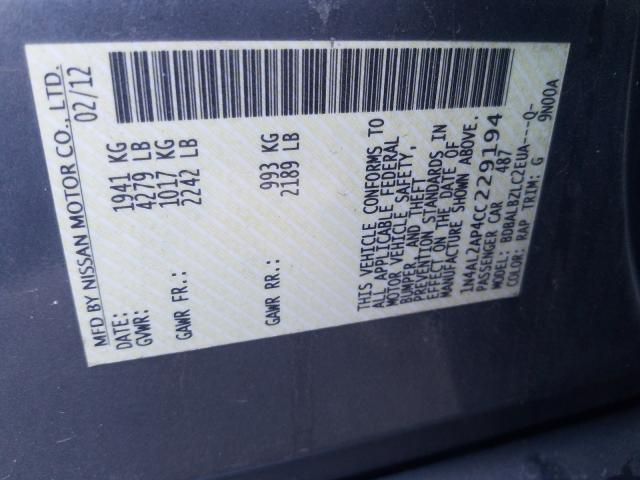 MFD BY NISSAN MOTOR CO., LTD.
DATE: 02/12
GVWR: 1941 KG
4279 LB
GAWR FR.: 1017 KG
2242 LB
GAWR RR.: 993 KG
2189 LB
THIS VEHICLE CONFORMS TO
ALL APPLICABLE FEDERAL
MOTOR VEHICLE SAFETY,
BUMPER, AND THEFT
PREVENTION STANDARDS IN
EFFECT ON THE DATE OF
MANUFACTURE SHOWN ABOVE.
1N4AL2AP4CC229194
PASSENGER CAR 487
MODEL: BDBALBZLC2EUA---Q-
COLOR: RAP TRIM: G 9N00A